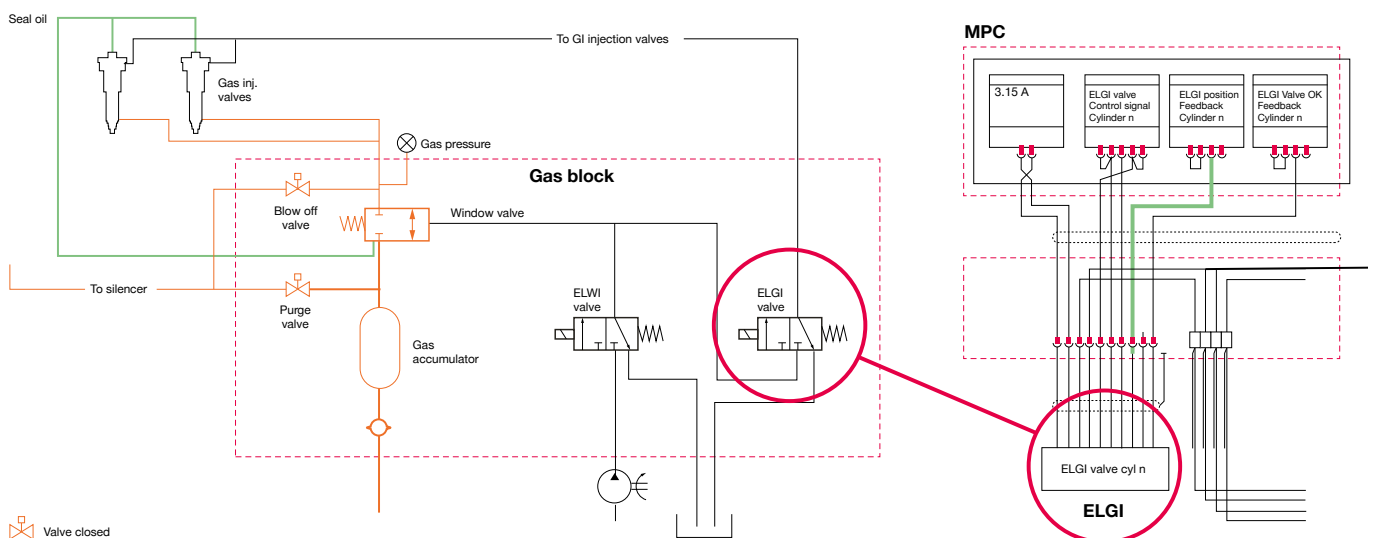 Seal oil
To GI injection valves
Gas inj.
valves
Gas pressure
Gas block
Blow off
valve
Window valve
To silencer
Purge
valve
ELWI
valve
ELGI
valve
Gas
accumulator
Valve closed
MPC
3.15 A
ELGI valve
Control signal
Cylinder n
ELGI position
Feedback
Cylinder n
ELGI Valve OK
Feedback
Cylinder n
ELGI valve cyl n
ELGI